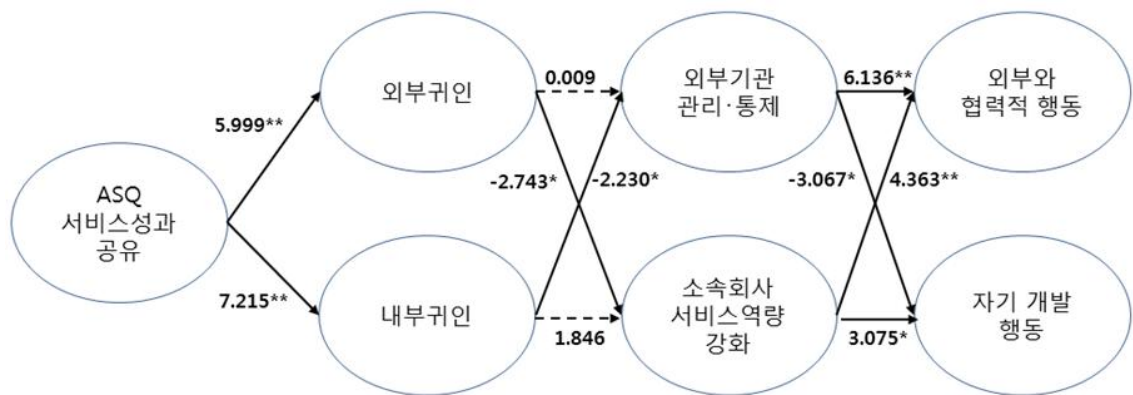 외부귀인
0.009
외부기관
관리·통제
6.136**
외부와
협력적 행동
5.999**
ASQ
서비스성과
공유
-2.743*
-2.230*
-3.067*
4.363**
7.215**
내부귀인
1.846
소속회사
서비스역량
강화
3.075*
자기 개발
행동